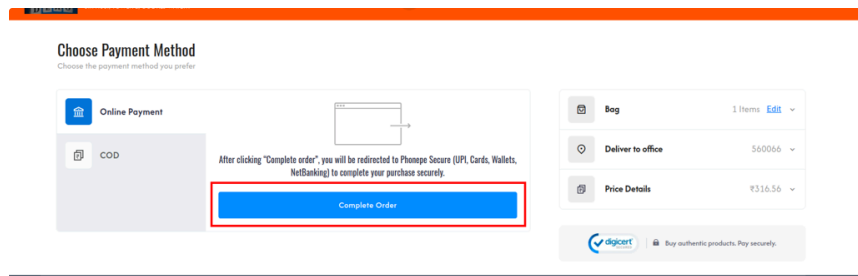 Choose Payment Method
Choose the payment method you prefer
Online Payment
COD
After clicking "Complete order", you will be redirected to Phonepe Secure (UPI, Cards, Wallets,
NetBanking) to complete your purchase securely.
Complete Order
Bag 1 Items Edit
Deliver to office 560066
Price Details ₹316.56
digicert Buy authentic products. Pay securely.